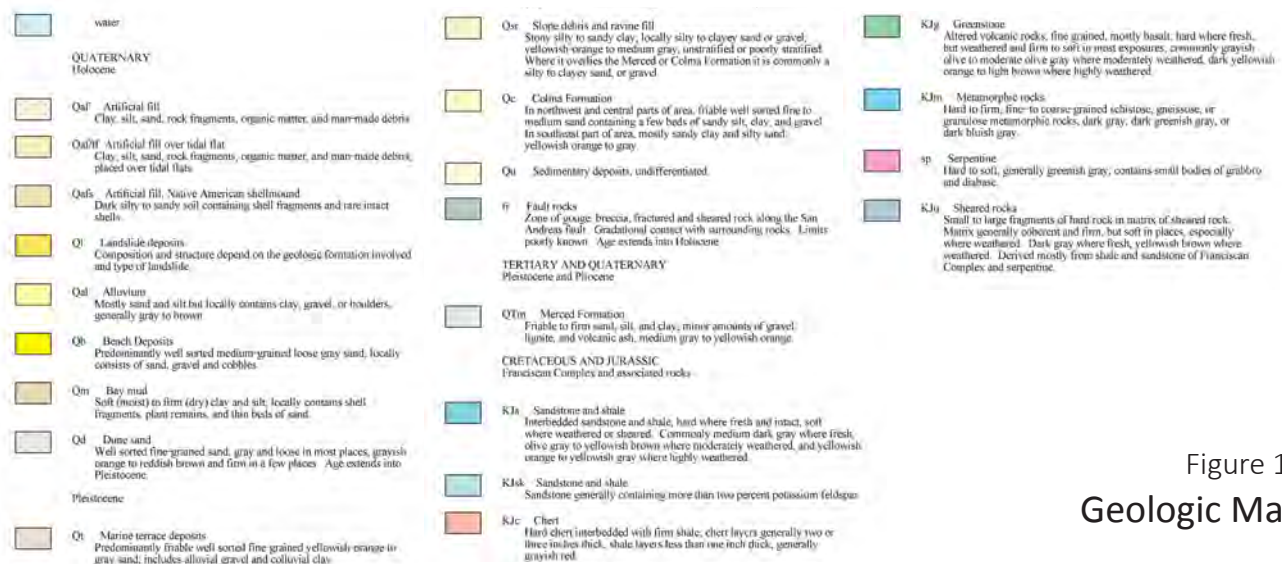 water
QUATERNARY
Holocene
Qaf Artificial fill
Clay, silt, sand, rock fragments, organic matter, and man-made debris
Qaf/tf Artificial fill over tidal flat
Clay, silt, sand, rock fragments, organic matter, and man-made debris,
placed over tidal flats
Qafs Artificial fill, Native American shellmound
Dark silty to sandy soil containing shell fragments and rare intact
shells
Ql Landslide deposits
Composition and structure depend on the geologic formation involved
and type of landslide
Qal Alluvium
Mostly sand and silt but locally contains clay, gravel, or boulders,
generally gray to brown
Qb Beach Deposits
Predominantly well sorted medium-grained loose gray sand, locally
consists of sand, gravel and cobbles
Qm Bay mud
Soft (moist) to firm (dry) clay and silt, locally contains shell
fragments, plant remains, and thin beds of sand
Qd Dune sand
Well sorted fine-grained sand, gray and loose in most places, grayish
orange to reddish brown and firm in a few places. Age extends into
Pleistocene
Pleistocene
Qt Marine terrace deposits
Predominantly friable well sorted fine grained yellowish orange to
gray sand, includes alluvial gravel and colluvial clay
Qsr Slope debris and ravine fill
Stony silty to sandy clay, locally silty to clayey sand or gravel,
yellowish-orange to medium gray, unstratified or poorly stratified
Where it overlies the Merced or Colma Formation it is commonly a
silty to clayey sand, or gravel
Qc Colma Formation
In northwest and central parts of area, friable well sorted fine to
medium sand containing a few beds of sandy silt, clay, and gravel
In southeast part of area, mostly sandy clay and silty sand
yellowish orange to gray
Qu Sedimentary deposits, undifferentiated
fr Fault rocks
Zone of gouge, breccia, fractured and sheared rock along the San
Andreas fault. Gradational contact with surrounding rocks. Limits
poorly known. Age extends into Holocene
TERTIARY AND QUATERNARY
Pleistocene and Pliocene
QTm Merced Formation
Friable to firm sand, silt, and clay, minor amounts of gravel,
lignite, and volcanic ash, medium gray to yellowish orange.
CRETACEOUS AND JURASSIC
Franciscan Complex and associated rocks
KJs Sandstone and shale
Interbedded sandstone and shale, hard where fresh and intact, soft
where weathered or sheared. Commonly medium dark gray where fresh,
olive gray to yellowish brown where moderately weathered, and yellowish
orange to yellowish gray where highly weathered.
KJsk Sandstone and shale
Sandstone generally containing more than two percent potassium feldspar
KJc Chert
Hard chert interbedded with firm shale, chert layers generally two or
three inches thick, shale layers less than one inch thick, generally
grayish red
KJg Greenstone
Altered volcanic rocks, fine grained, mostly basalt, hard where fresh,
but weathered and firm to soft in most exposures, commonly grayish
olive to moderate olive gray where moderately weathered, dark yellowish
orange to light brown where highly weathered
KJm Metamorphic rocks
Hard to firm, fine- to coarse-grained schistose, gneissose, or
granulose metamorphic rocks, dark gray, dark greenish gray, or
dark bluish gray
sp Serpentine
Hard to soft, generally greenish gray, contains small bodies of grabbro
and diabase
KJu Sheared rocks
Small to large fragments of hard rock in matrix of sheared rock.
Matrix generally coherent and firm, but soft in places, especially
where weathered. Dark gray where fresh, yellowish brown where
weathered. Derived mostly from shale and sandstone of Franciscan
Complex and serpentine
Figure 1
Geologic Ma